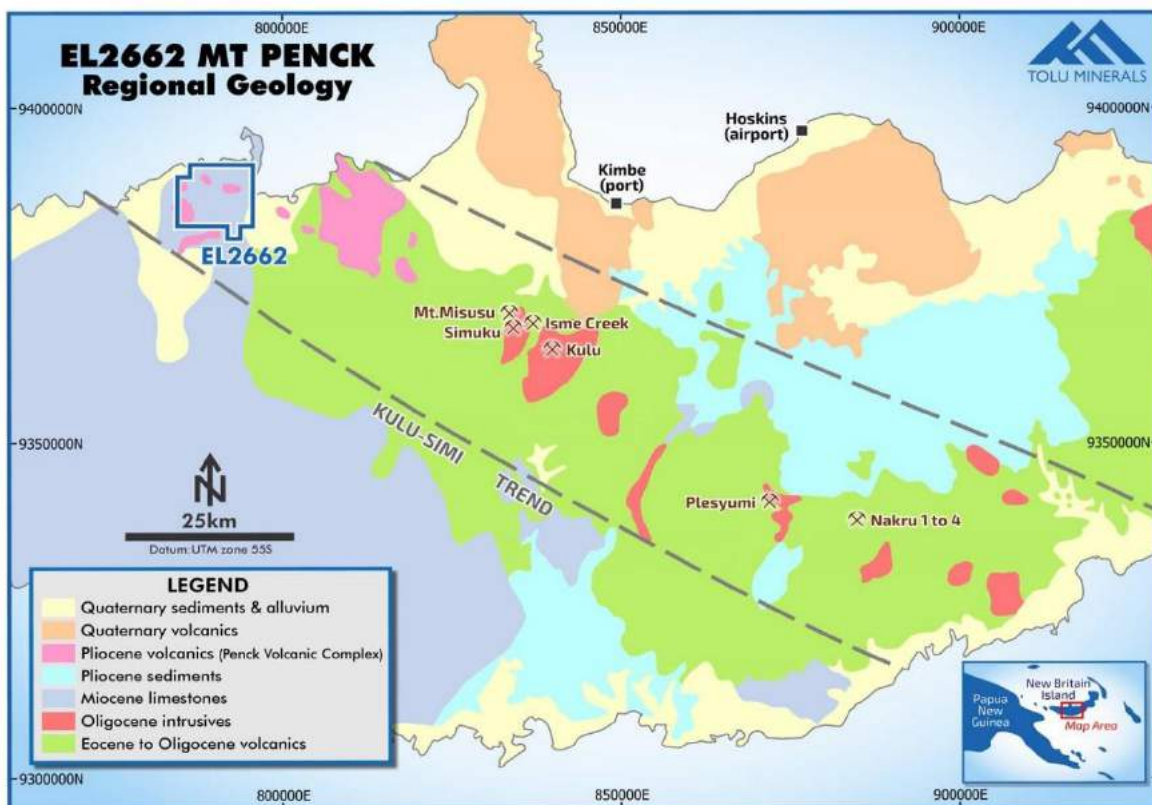 800000E
850000E
900000E
EL2662 MT PENCK
Regional Geology
TOLU MINERALS
9400000N
9400000N
Hoskins
(airport)
Kimbe
(port)
EL2662
Mt.Misusu
Isme Creek
Simuku
Kulu
KULU-SIMI
TREND
9350000N
9350000N
N
25km
Datum: UTM zone 55S
Plesyumi
Nakru 1 to 4
LEGEND
Quaternary sediments & alluvium
Quaternary volcanics
Pliocene volcanics (Penck Volcanic Complex)
Pliocene sediments
Miocene limestones
Oligocene intrusives
Eocene to Oligocene volcanics
New Britain
Island
Papua
New
Guinea
Map Area
9300000N
800000E
850000E
900000E